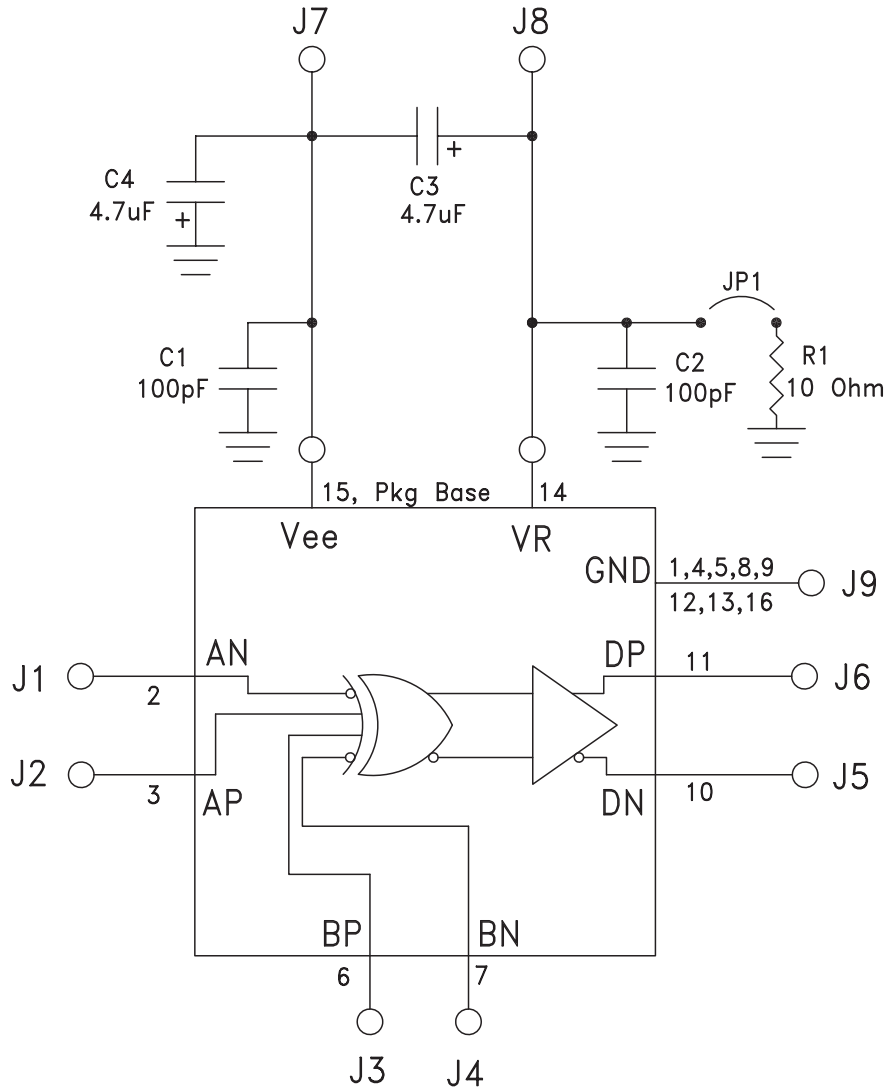 J7
J8
C4
4.7uF
+
+
C3
4.7uF
JP1
C1
100pF
C2
100pF
R1
10 Ohm
15, Pkg Base
14
Vee
VR
GND
1,4,5,8,9
12,13,16
J9
J1
AN
2
DP
11
J6
J2
3
AP
DN
10
J5
BP
BN
6
7
J3
J4